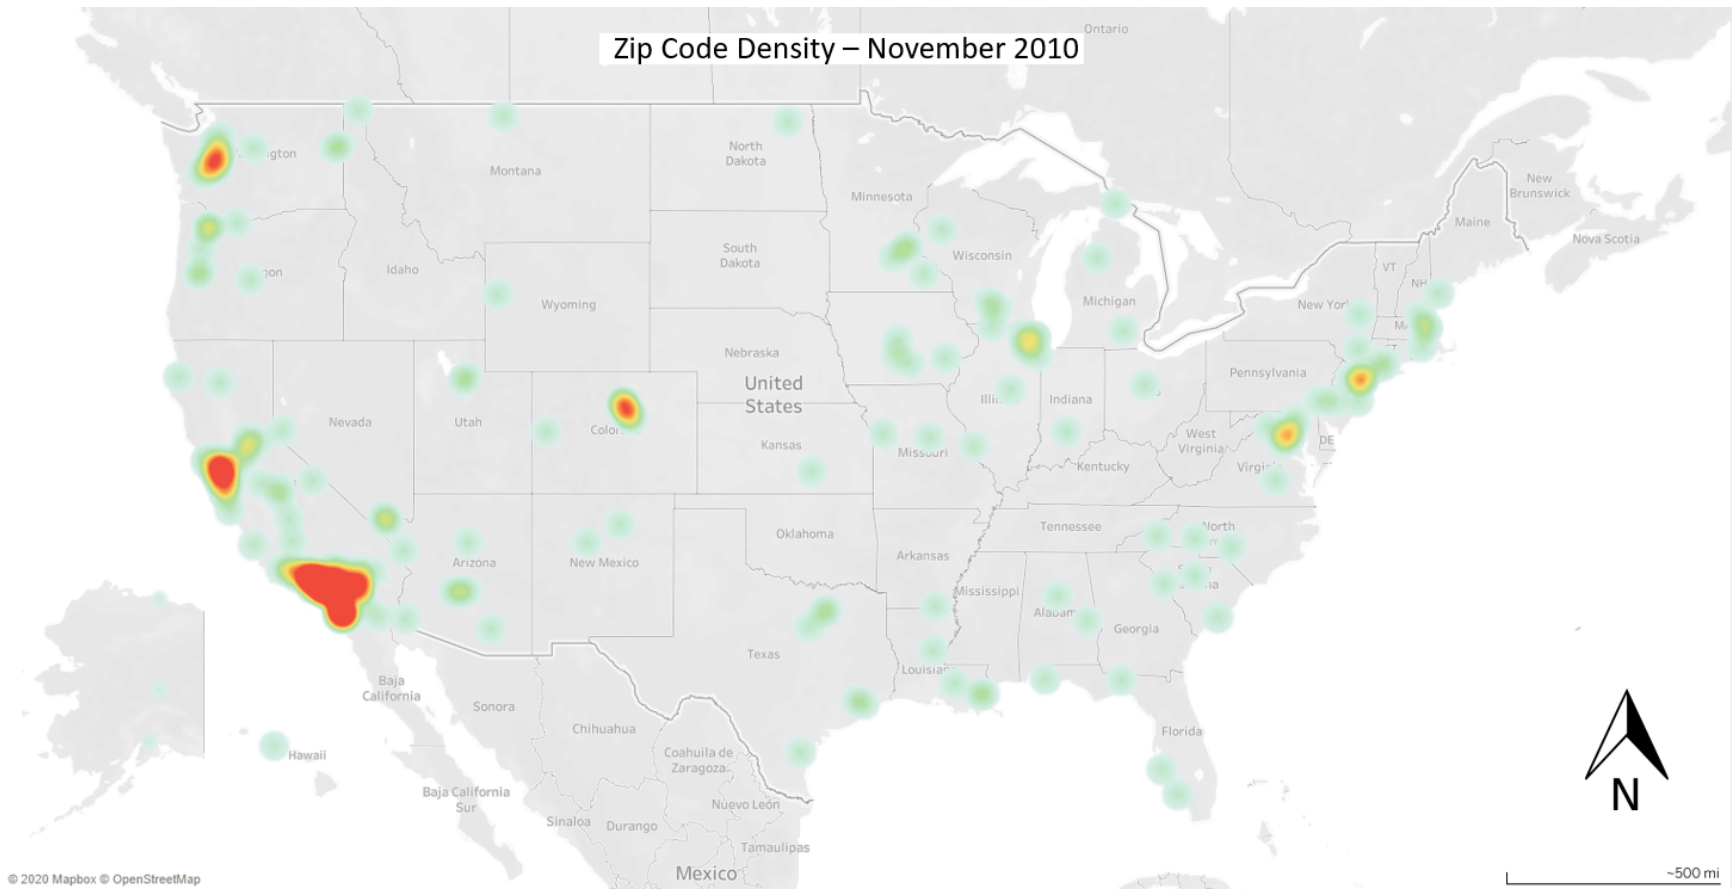 Ontario
Zip Code Density – November 2010
North
Dakota
Montana
Minnesota
New
Brunswick
Maine
Nova Scotia
South
Dakota
Wisconsin
Idaho
VT
NH
Wyoming
Michigan
New York
Nebraska
United
States
Pennsylvania
Nevada
Utah
Indiana
Kansas
Missouri
West
Virginia
DE
Kentucky
Oklahoma
Tennessee
North
Arizona
New Mexico
Arkansas
Mississippi
Georgia
Texas
Baja
California
Sonora
Chihuahua
Florida
Coahuila de
Zaragoza
Hawaii
Baja California
Sur
Nuevo León
Sinaloa
Durango
Tamaulipas
Mexico
N
~500 mi
© 2020 Mapbox © OpenStreetMap